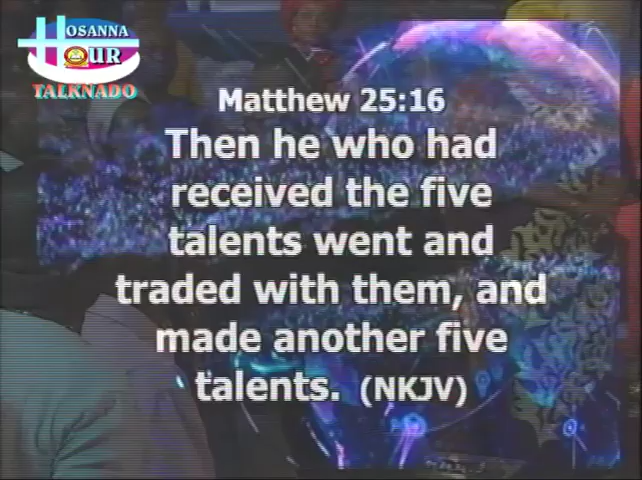 HOSANNA
HOUR
TALKNADO
Matthew 25:16
Then he who had
received the five
talents went and
traded with them, and
made another five
talents. (NKJV)